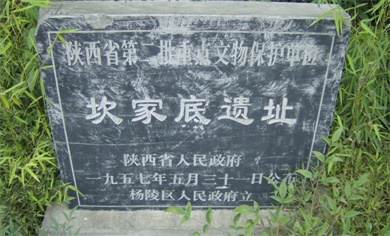 陕西省第二批重点文物保护单位
坎家底遗址
陕西省人民政府
一九五七年五月三十一日公布
杨陵区人民政府立